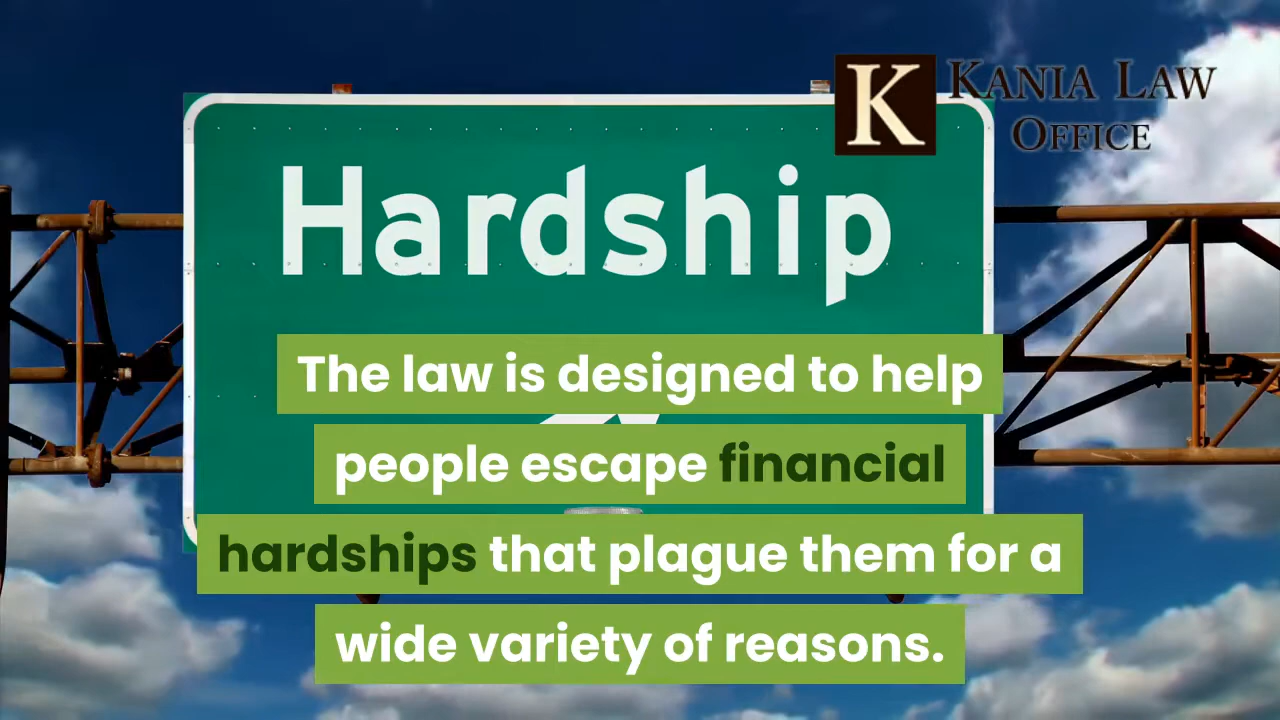 K
KANIA LAW
OFFICE
Hardship
The law is designed to help
people escape financial
hardships that plague them for a
wide variety of reasons.